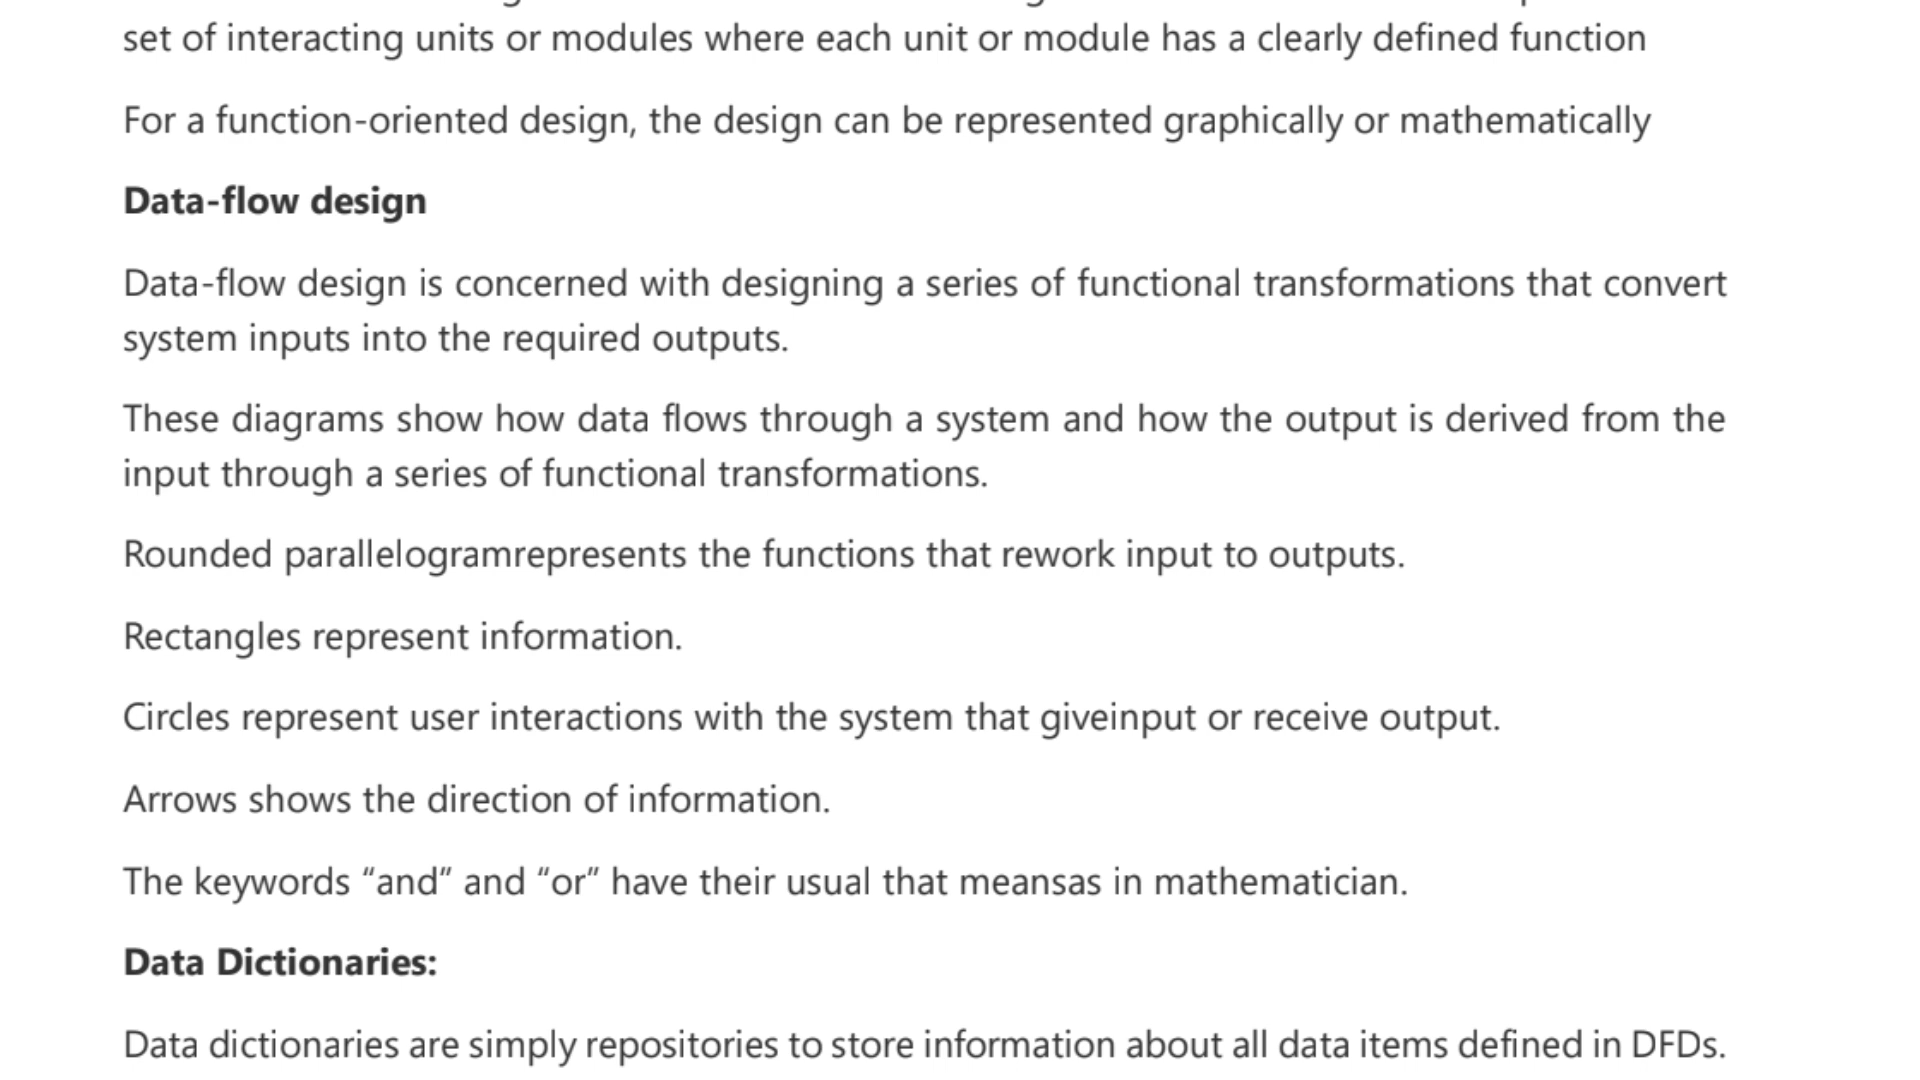 set of interacting units or modules where each unit or module has a clearly defined function
For a function-oriented design, the design can be represented graphically or mathematically
Data-flow design
Data-flow design is concerned with designing a series of functional transformations that convert
system inputs into the required outputs.
These diagrams show how data flows through a system and how the output is derived from the
input through a series of functional transformations.
Rounded parallelogramrepresents the functions that rework input to outputs.
Rectangles represent information.
Circles represent user interactions with the system that giveinput or receive output.
Arrows shows the direction of information.
The keywords “and” and “or” have their usual that meansas in mathematician.
Data Dictionaries:
Data dictionaries are simply repositories to store information about all data items defined in DFDs.